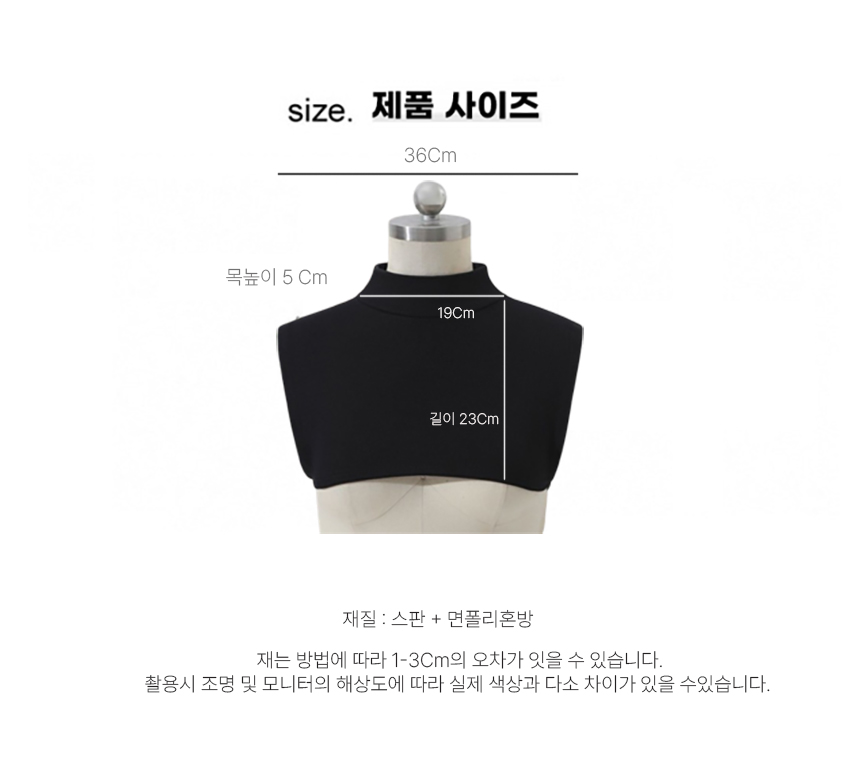 size. 제품 사이즈
36Cm
목높이 5 Cm
19Cm
길이 23Cm
재질 : 스판 + 면폴리혼방
재는 방법에 따라 1-3Cm의 오차가 잇을 수 있습니다.
촬용시 조명 및 모니터의 해상도에 따라 실제 색상과 다소 차이가 있을 수있습니다.